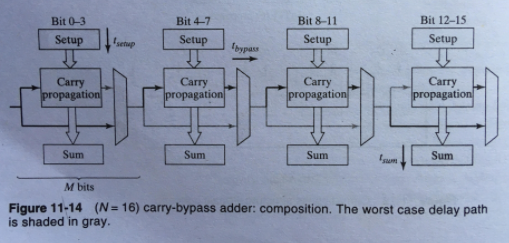 Bit 0–3 Bit 4–7 Bit 8–11 Bit 12–15
Setup t_setup Setup t_bypass Setup Setup
Carry Carry Carry Carry
propagation propagation propagation propagation
Sum Sum Sum t_sum Sum
M bits
Figure 11-14 (N = 16) carry-bypass adder: composition. The worst case delay path
is shaded in gray.